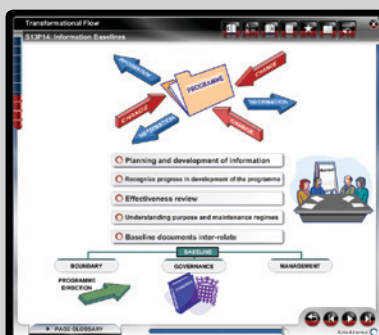 Transformational Flow
S13P14: Information Baselines
INFORMATION
CHANGE
PROGRAMME
INFORMATION
CHANGE
INFORMATION
CHANGE
Planning and development of information
Recognise progress in development of the programme
Effectiveness review
Understanding purpose and maintenance regimes
Baseline documents inter-relate
BASELINE
BOUNDARY
GOVERNANCE
MANAGEMENT
PROGRAMME
DIRECTION
PAGE GLOSSARY